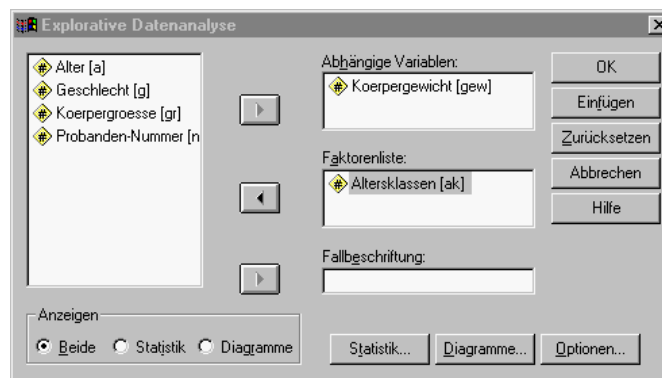 Explorative Datenanalyse
Alter [a]
Geschlecht [g]
Koerpergroesse [gr]
Probanden-Nummer [n
Abhängige Variablen:
Koerpergewicht [gew]
Faktorenliste:
Altersklassen [ak]
Fallbeschriftung:
OK
Einfügen
Zurücksetzen
Abbrechen
Hilfe
Anzeigen
Beide Statistik Diagramme
Statistik... Diagramme... Optionen...